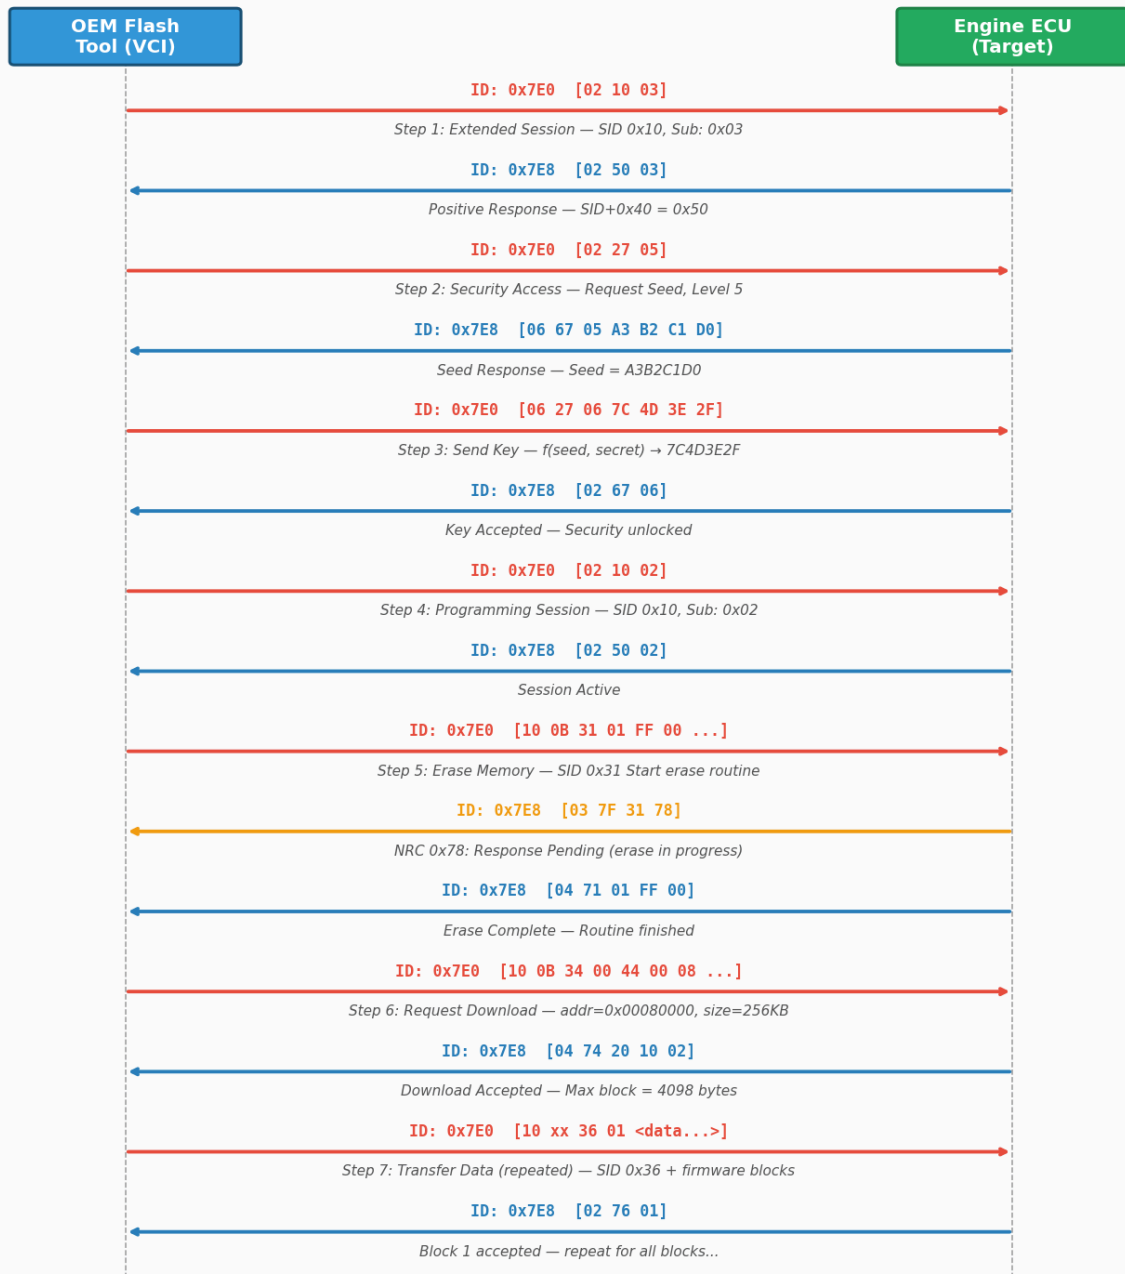 OEM Flash
Tool (VCI)
Engine ECU
(Target)
ID: 0x7E0  [02 10 03]
Step 1: Extended Session — SID 0x10, Sub: 0x03
ID: 0x7E8  [02 50 03]
Positive Response — SID+0x40 = 0x50
ID: 0x7E0  [02 27 05]
Step 2: Security Access — Request Seed, Level 5
ID: 0x7E8  [06 67 05 A3 B2 C1 D0]
Seed Response — Seed = A3B2C1D0
ID: 0x7E0  [06 27 06 7C 4D 3E 2F]
Step 3: Send Key — f(seed, secret) → 7C4D3E2F
ID: 0x7E8  [02 67 06]
Key Accepted — Security unlocked
ID: 0x7E0  [02 10 02]
Step 4: Programming Session — SID 0x10, Sub: 0x02
ID: 0x7E8  [02 50 02]
Session Active
ID: 0x7E0  [10 0B 31 01 FF 00 ...]
Step 5: Erase Memory — SID 0x31 Start erase routine
ID: 0x7E8  [03 7F 31 78]
NRC 0x78: Response Pending (erase in progress)
ID: 0x7E8  [04 71 01 FF 00]
Erase Complete — Routine finished
ID: 0x7E0  [10 0B 34 00 44 00 08 ...]
Step 6: Request Download — addr=0x00080000, size=256KB
ID: 0x7E8  [04 74 20 10 02]
Download Accepted — Max block = 4098 bytes
ID: 0x7E0  [10 xx 36 01 <data...>]
Step 7: Transfer Data (repeated) — SID 0x36 + firmware blocks
ID: 0x7E8  [02 76 01]
Block 1 accepted — repeat for all blocks...